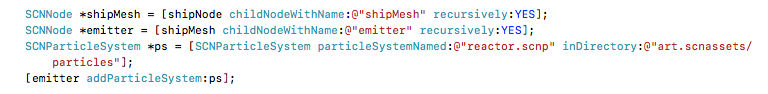 SCNNode *shipMesh = [shipNode childNodeWithName:@"shipMesh" recursively:YES];
SCNNode *emitter = [shipMesh childNodeWithName:@"emitter" recursively:YES];
SCNParticleSystem *ps = [SCNParticleSystem particleSystemNamed:@"reactor.scnp" inDirectory:@"art.scnassets/
particles"];
[emitter addParticleSystem:ps];